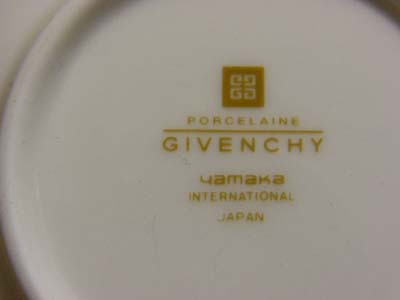 PORCELAINE
GIVENCHY
yamaka
INTERNATIONAL
JAPAN